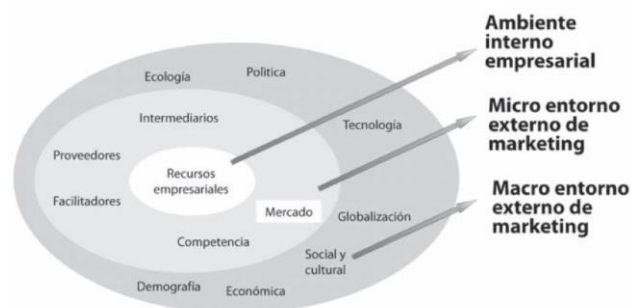 Ambiente
interno
empresarial
Ecología
Política
Intermediarios
Micro entorno
externo de
marketing
Tecnología
Proveedores
Recursos
empresariales
Facilitadores
Mercado
Globalización
Macro entorno
externo de
marketing
Competencia
Social y
cultural
Demografía
Económica